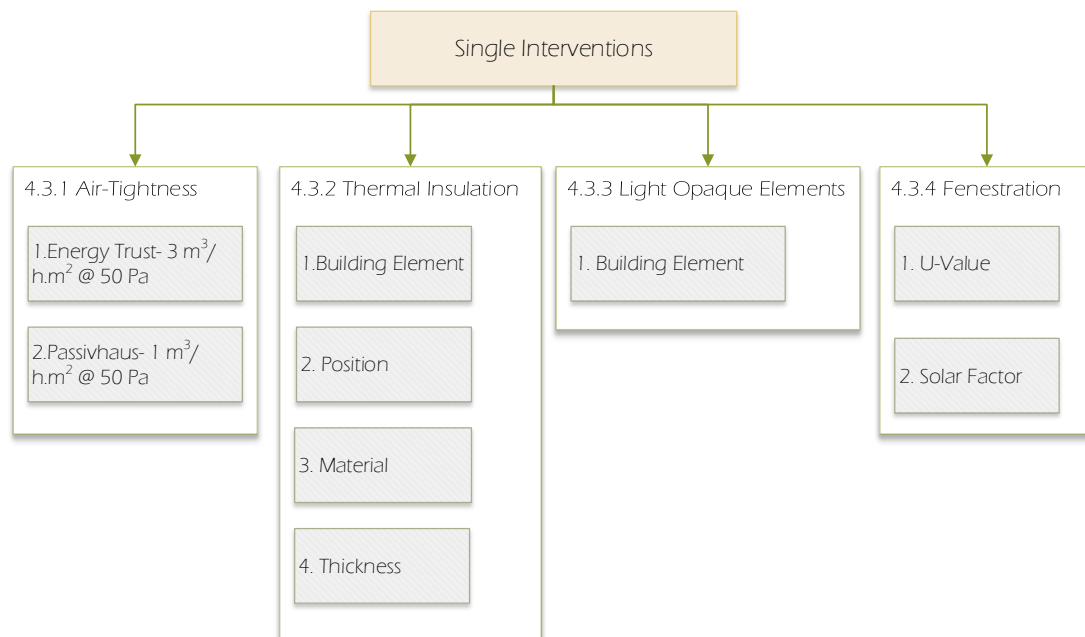 Single Interventions
4.3.1 Air-Tightness
1.Energy Trust- 3 m³/
h.m² @ 50 Pa
2.Passivhaus- 1 m³/
h.m² @ 50 Pa
4.3.2 Thermal Insulation
1.Building Element
2. Position
3. Material
4. Thickness
4.3.3 Light Opaque Elements
1. Building Element
4.3.4 Fenestration
1. U-Value
2. Solar Factor